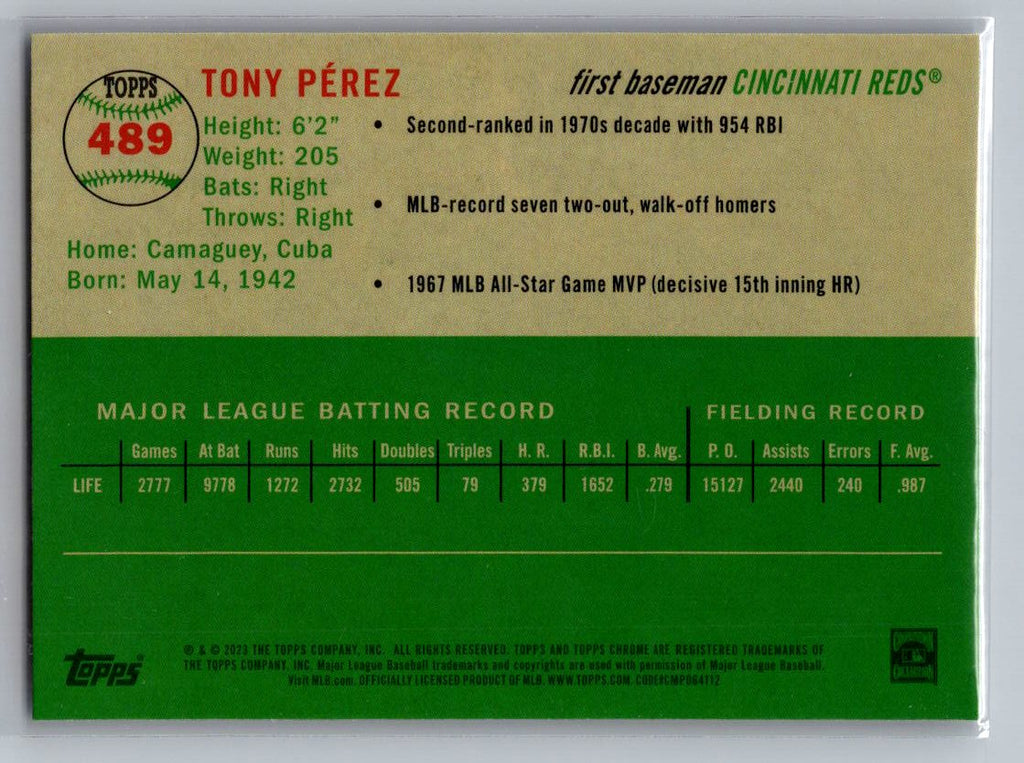 TOPPS
489
TONY PÉREZ
first baseman CINCINNATI REDS®
Height: 6'2"
Weight: 205
Bats: Right
Throws: Right
Home: Camaguey, Cuba
Born: May 14, 1942
• Second-ranked in 1970s decade with 954 RBI
• MLB-record seven two-out, walk-off homers
• 1967 MLB All-Star Game MVP (decisive 15th inning HR)
MAJOR LEAGUE BATTING RECORD
FIELDING RECORD
Games At Bat Runs Hits Doubles Triples H. R. R.B.I. B. Avg. P. O. Assists Errors F. Avg.
LIFE 2777 9778 1272 2732 505 79 379 1652 .279 15127 2440 240 .987
topps®
® & © 2023 THE TOPPS COMPANY, INC. ALL RIGHTS RESERVED. TOPPS AND TOPPS CHROME ARE REGISTERED TRADEMARKS OF
THE TOPPS COMPANY, INC. Major League Baseball trademarks and copyrights are used with permission of Major League Baseball.
Visit MLB.com. OFFICIALLY LICENSED PRODUCT OF MLB. WWW.TOPPS.COM. CODE#CMP064112